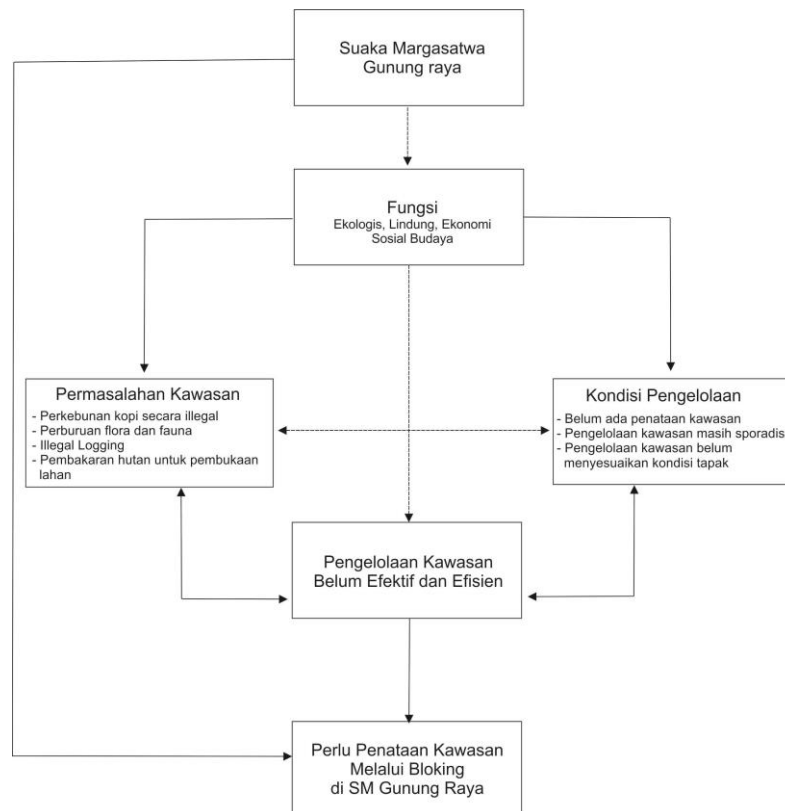 Suaka Margasatwa
Gunung raya
Fungsi
Ekologis, Lindung, Ekonomi
Sosial Budaya
Permasalahan Kawasan
- Perkebunan kopi secara illegal
- Perburuan flora dan fauna
- Illegal Logging
- Pembakaran hutan untuk pembukaan
lahan
Kondisi Pengelolaan
- Belum ada penataan kawasan
- Pengelolaan kawasan masih sporadis
- Pengelolaan kawasan belum
menyesuaikan kondisi tapak
Pengelolaan Kawasan
Belum Efektif dan Efisien
Perlu Penataan Kawasan
Melalui Bloking
di SM Gunung Raya